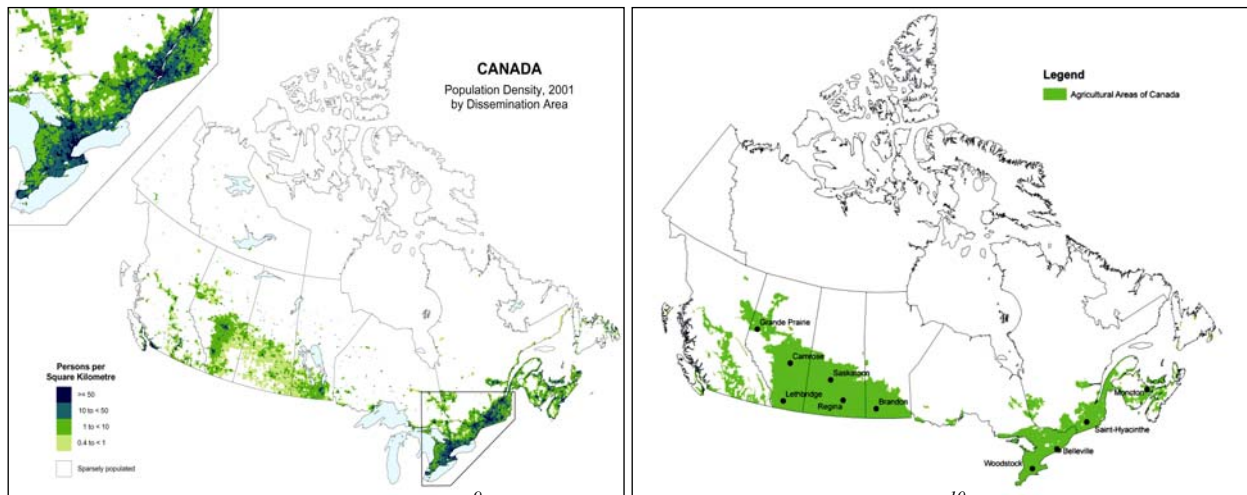 CANADA
Population Density, 2001
by Dissemination Area
Persons per
Square Kilometre
>= 50
10 to < 50
1 to < 10
0.4 to < 1
Sparsely populated
9
Legend
Agricultural Areas of Canada
Grande Prairie
Camrose
Saskatoon
Lethbridge
Regina
Brandon
Moncton
Saint-Hyacinthe
Belleville
Woodstock
10